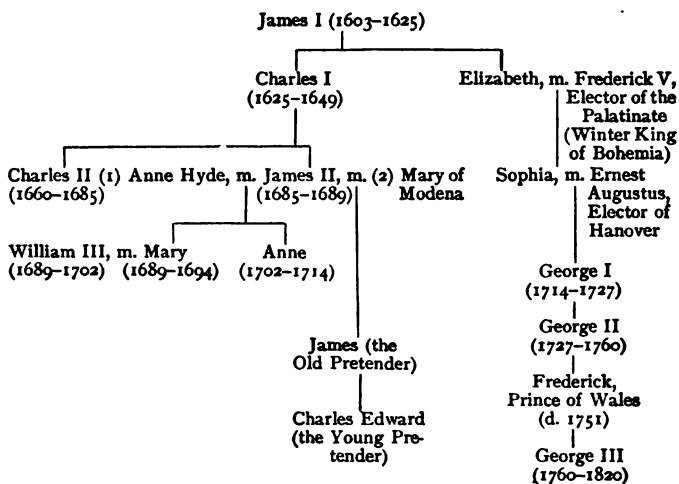 James I (1603–1625)
Charles I
(1625–1649)
Elizabeth, m. Frederick V,
Elector of the
Palatinate
(Winter King
of Bohemia)
Charles II (1) Anne Hyde, m. James II, m. (2) Mary of
(1660–1685) (1685–1689) Modena
Sophia, m. Ernest
Augustus,
Elector of
Hanover
William III, m. Mary Anne
(1689–1702) (1689–1694) (1702–1714)
George I
(1714–1727)
George II
(1727–1760)
James (the
Old Pretender)
Frederick,
Prince of Wales
(d. 1751)
Charles Edward
(the Young Pre-
tender)
George III
(1760–1820)